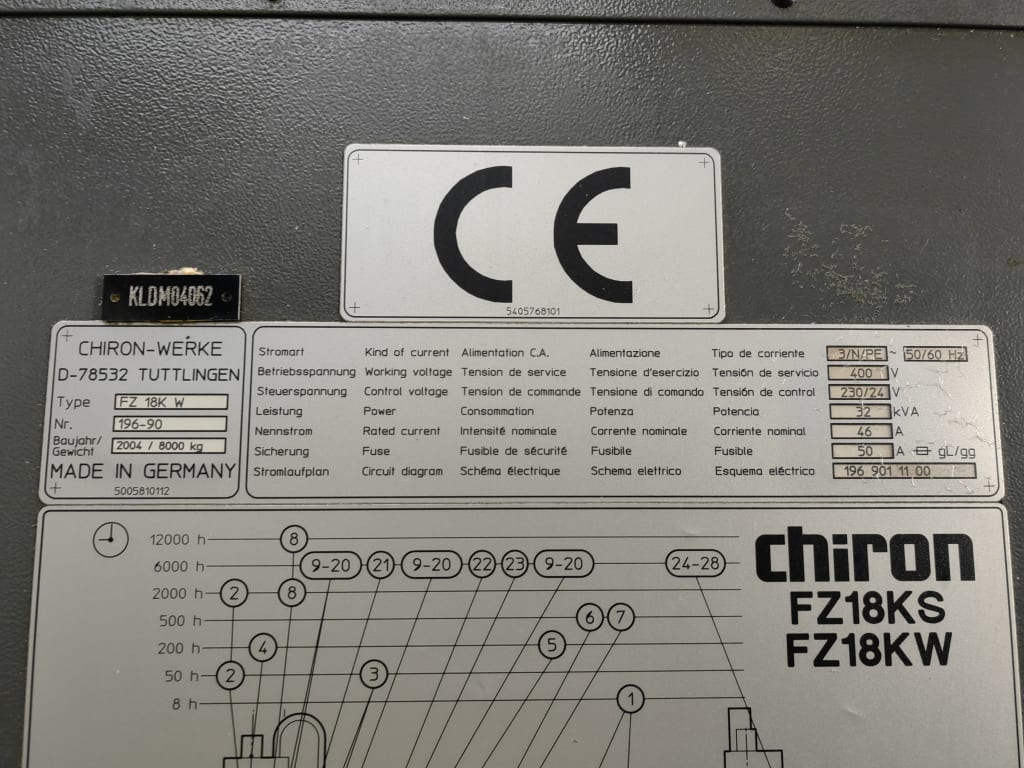 CE
5405768101
KLDM04062
CHIRON-WERKE
D-78532 TUTTLINGEN
Type FZ 18K W
Nr. 196-90
Baujahr/
Gewicht 2004 / 8000 kg
MADE IN GERMANY
5005810112
Stromart Kind of current Alimentation C.A. Alimentazione Tipo de corriente 3/N/PE ~ 50/60 Hz
Betriebsspannung Working voltage Tension de service Tensione d'esercizio Tensión de servicio 400 V
Steuerspannung Control voltage Tension de commande Tensione di comando Tensión de control 230/24 V
Leistung Power Consommation Potenza Potencia 32 kVA
Nennstrom Rated current Intensité nominale Corrente nominale Corriente nominal 46 A
Sicherung Fuse Fusible de sécurité Fusibile Fusible 50 A gL/gg
Stromlaufplan Circuit diagram Schéma électrique Schema elettrico Esquema eléctrico 196 901 11 00
chiron
FZ18KS
FZ18KW
12000 h 8
6000 h 9-20 21 9-20 22 23 9-20 24-28
2000 h 2 8
500 h 6 7
200 h 4 5
50 h 2 3
8 h 1